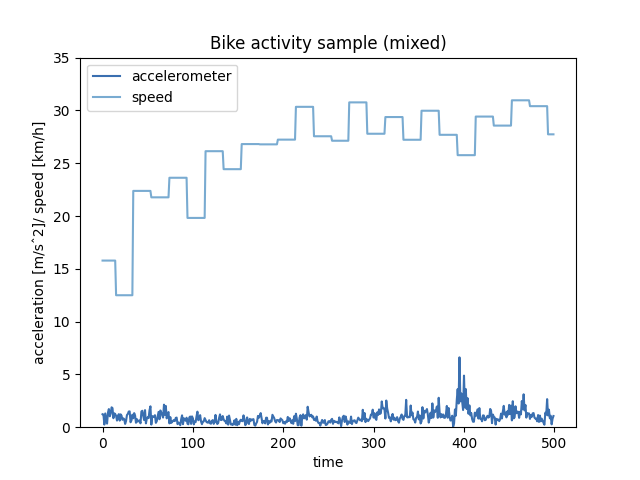 Bike activity sample (mixed)
acceleration [m/sˆ2]/ speed [km/h]
35
30
25
20
15
10
5
0
accelerometer
speed
0 100 200 300 400 500
time